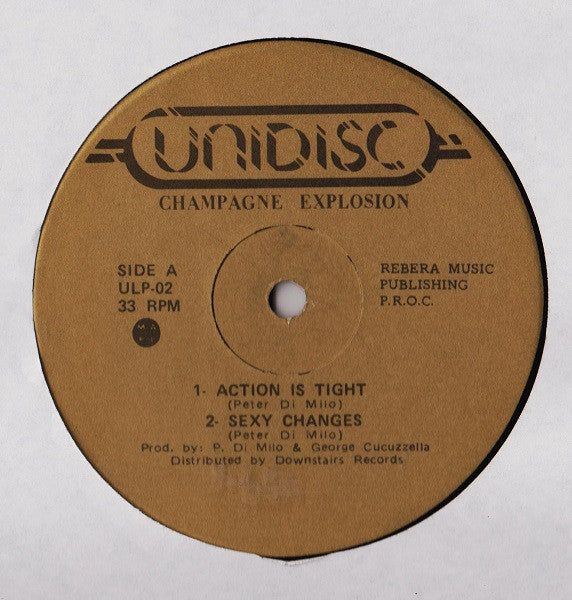 UNIDISC
CHAMPAGNE EXPLOSION
SIDE A
ULP-02
33 RPM
REBERA MUSIC
PUBLISHING
P.R.O.C.
1- ACTION IS TIGHT
(Peter Di Milo)
2- SEXY CHANGES
(Peter Di Milo)
Prod. by: P. Di Milo & George Cucuzzella
Distributed by Downstairs Records